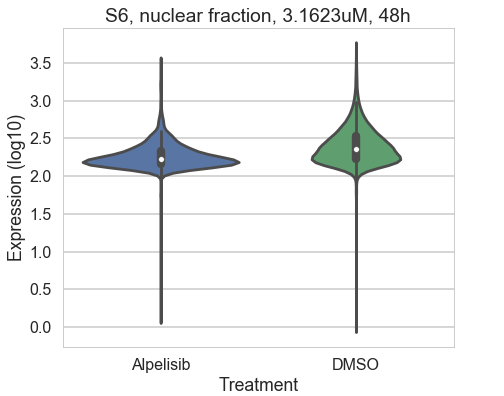 S6, nuclear fraction, 3.1623uM, 48h
3.5
3.0
2.5
2.0
1.5
1.0
0.5
0.0
Expression (log10)
Alpelisib DMSO
Treatment